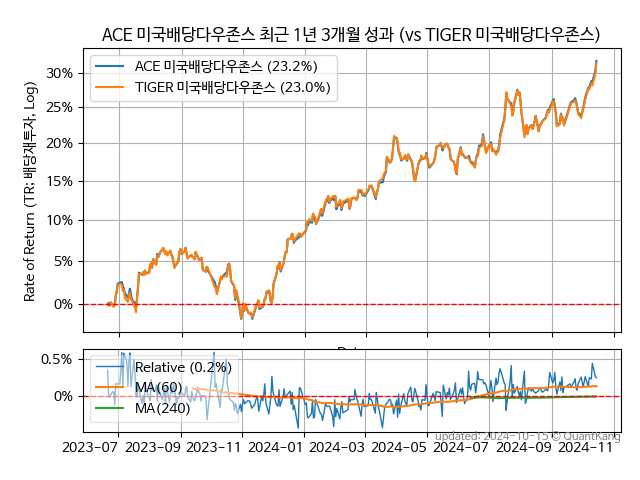 ACE 미국배당다우존스 최근 1년 3개월 성과 (vs TIGER 미국배당다우존스)
ACE 미국배당다우존스 (23.2%)
TIGER 미국배당다우존스 (23.0%)
Rate of Return (TR: 배당재투자, Log)
30%
25%
20%
15%
10%
5%
0%
0.5%
0%
Relative (0.2%)
MA(60)
MA(240)
updated: 2024-10-15 © QuantKang
2023-07 2023-09 2023-11 2024-01 2024-03 2024-05 2024-07 2024-09 2024-11